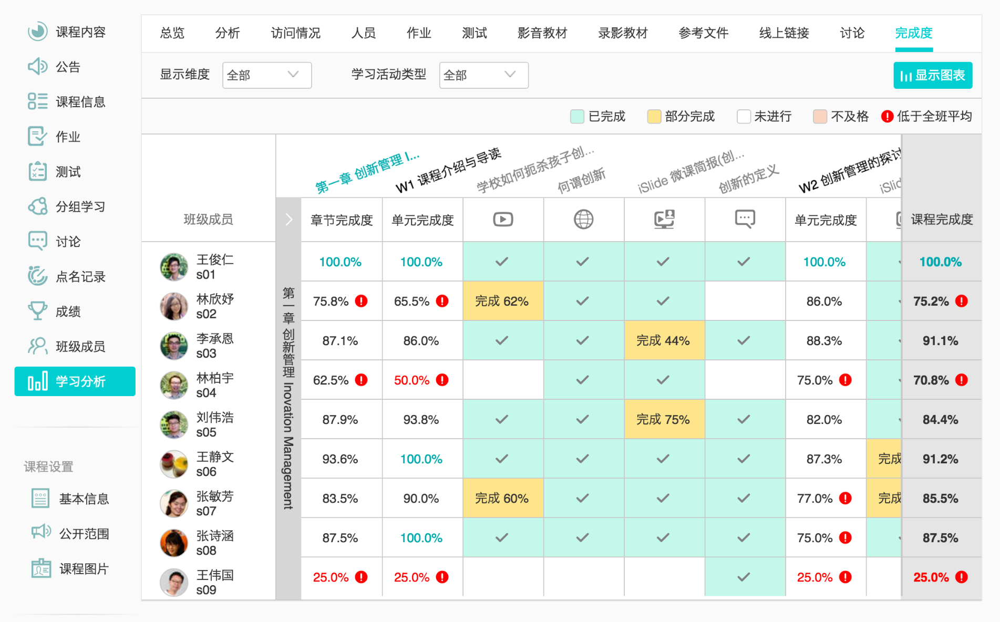 课程内容
公告
课程信息
作业
测试
分组学习
讨论
点名记录
成绩
班级成员
学习分析
课程设置
基本信息
公开范围
课程图片
总览 分析 访问情况 人员 作业 测试 影音教材 录影教材 参考文件 线上链接 讨论 完成度
显示维度 全部 学习活动类型 全部 显示图表
已完成 部分完成 未进行 不及格 低于全班平均
第一章 创新管理 I... W1 课程介绍与导读 学校如何扼杀孩子创... 何谓创新 iSlide 微课简报(创... 创新的定义 W2 创新管理的探讨 iSlid
班级成员 章节完成度 单元完成度 单元完成度 课程完成度
第一章 创新管理 Inovation Management
王俊仁
s01
100.0% 100.0% 100.0% 100.0%
林欣妤
s02
75.8% 65.5% 完成 62% 86.0% 75.2%
李承恩
s03
87.1% 86.0% 完成 44% 88.3% 91.1%
林柏宇
s04
62.5% 50.0% 75.0% 70.8%
刘伟浩
s05
87.9% 93.8% 完成 75% 82.0% 84.4%
王静文
s06
93.6% 100.0% 87.3% 完成 91.2%
张敏芳
s07
83.5% 90.0% 完成 60% 77.0% 完成 85.5%
张诗涵
s08
87.5% 100.0% 75.0% 87.5%
王伟国
s09
25.0% 25.0% 25.0% 25.0%